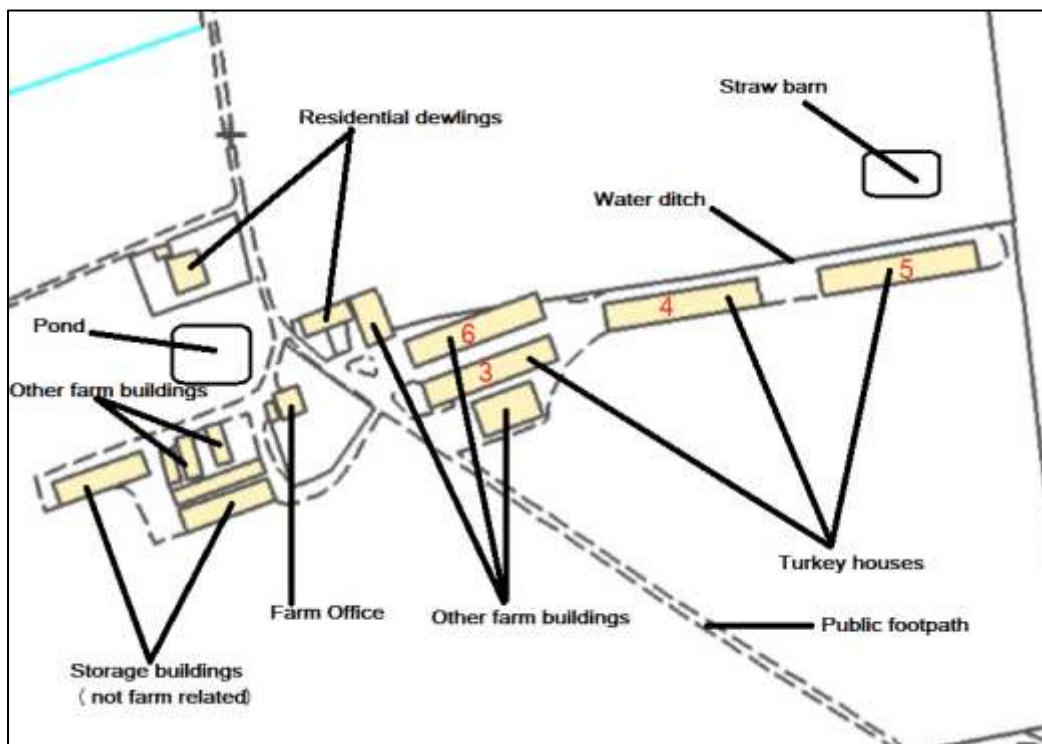 Straw barn
Residential dewlings
Water ditch
5
4
Pond
6
3
Other farm buildings
Turkey houses
Farm Office
Other farm buildings
Public footpath
Storage buildings
( not farm related)